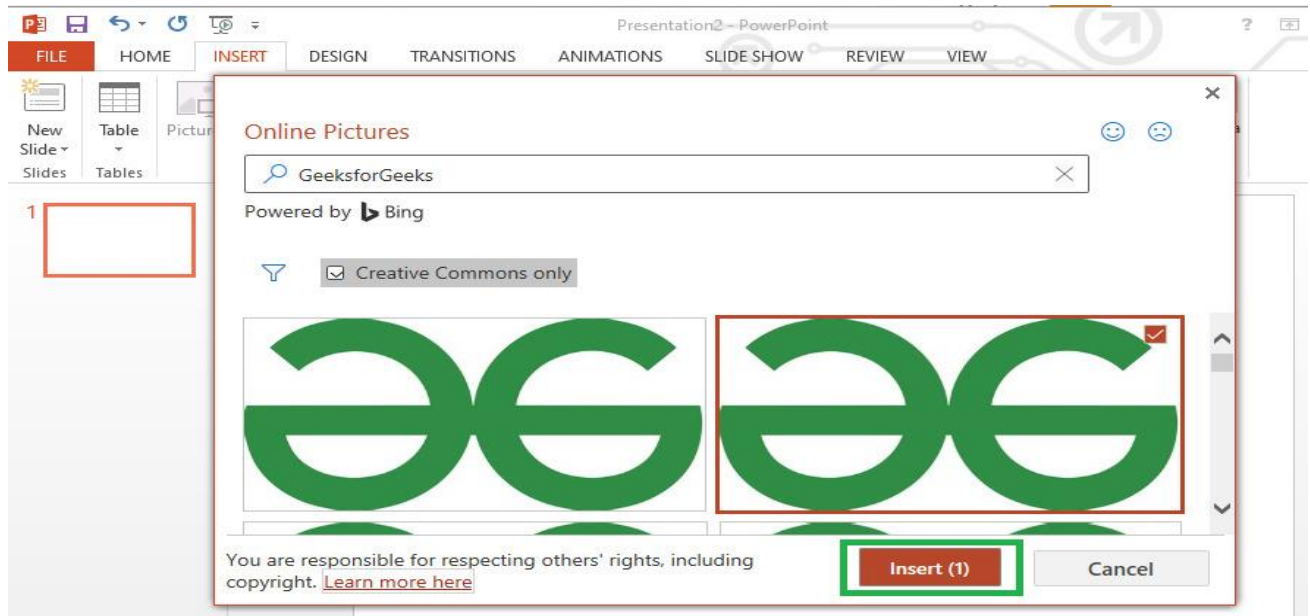 Presentation2 - PowerPoint
?
FILE HOME INSERT DESIGN TRANSITIONS ANIMATIONS SLIDE SHOW REVIEW VIEW
New Slide
Table
Slides
Tables
1
Online Pictures
GeeksforGeeks
Powered by Bing
Creative Commons only
You are responsible for respecting others' rights, including
copyright. Learn more here
Insert (1)
Cancel